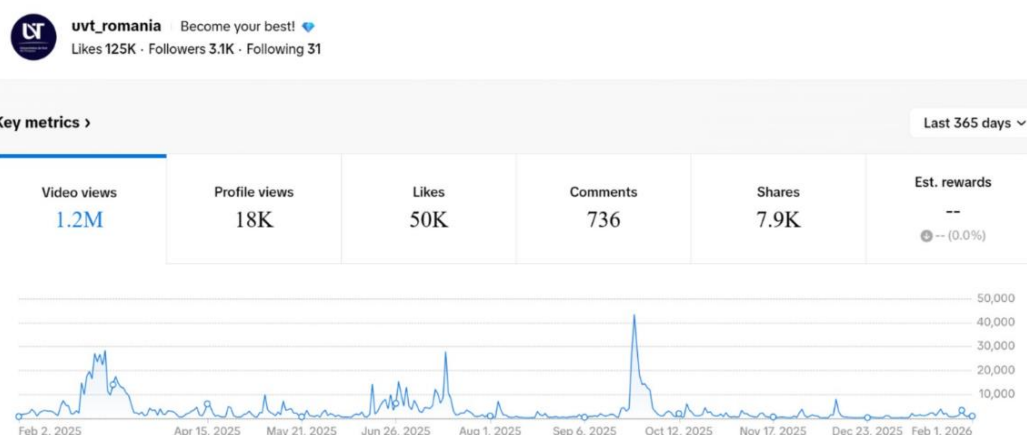 UVT
uvt_romania Become your best! 💎
Likes 125K · Followers 3.1K · Following 31
Key metrics >
Last 365 days
Video views
1.2M
Profile views
18K
Likes
50K
Comments
736
Shares
7.9K
Est. rewards
--
-- (0.0%)
50,000
40,000
30,000
20,000
10,000
Feb 2, 2025 Apr 15, 2025 May 21, 2025 Jun 26, 2025 Aug 1, 2025 Sep 6, 2025 Oct 12, 2025 Nov 17, 2025 Dec 23, 2025 Feb 1, 2026